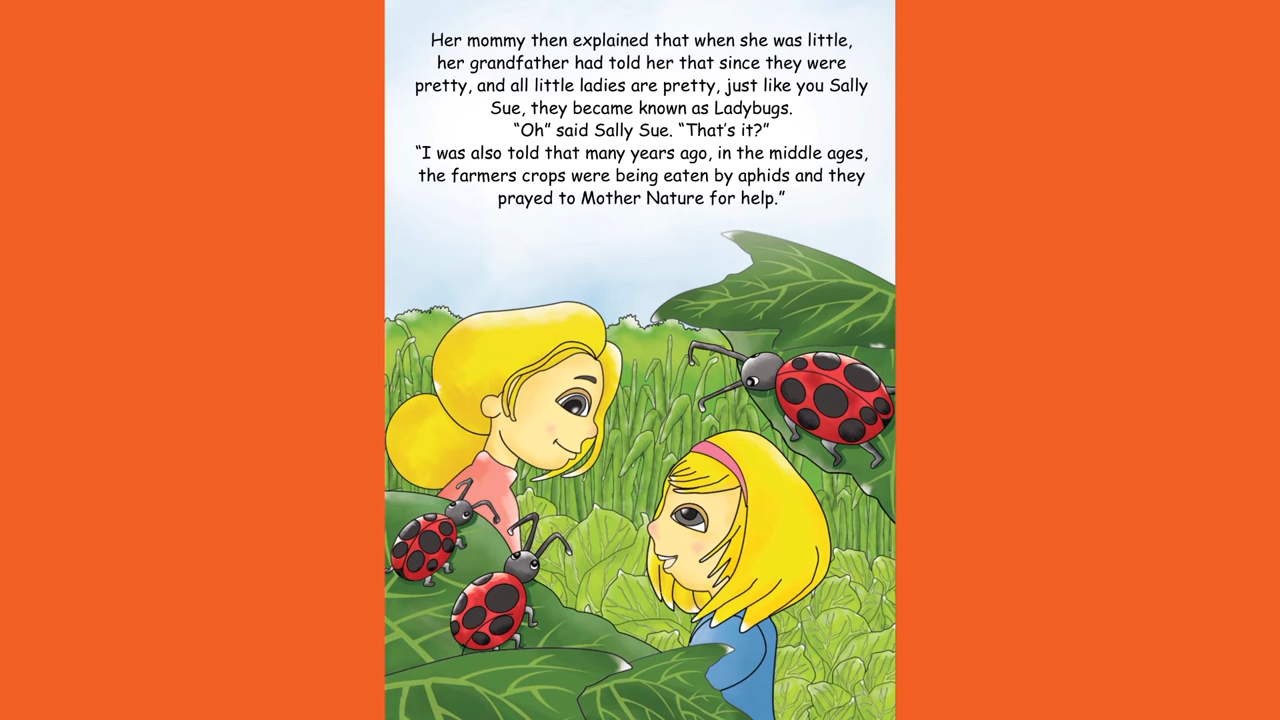 Her mommy then explained that when she was little,
her grandfather had told her that since they were
pretty, and all little ladies are pretty, just like you Sally
Sue, they became known as Ladybugs.
“Oh” said Sally Sue. “That’s it?”
“I was also told that many years ago, in the middle ages,
the farmers crops were being eaten by aphids and they
prayed to Mother Nature for help.”